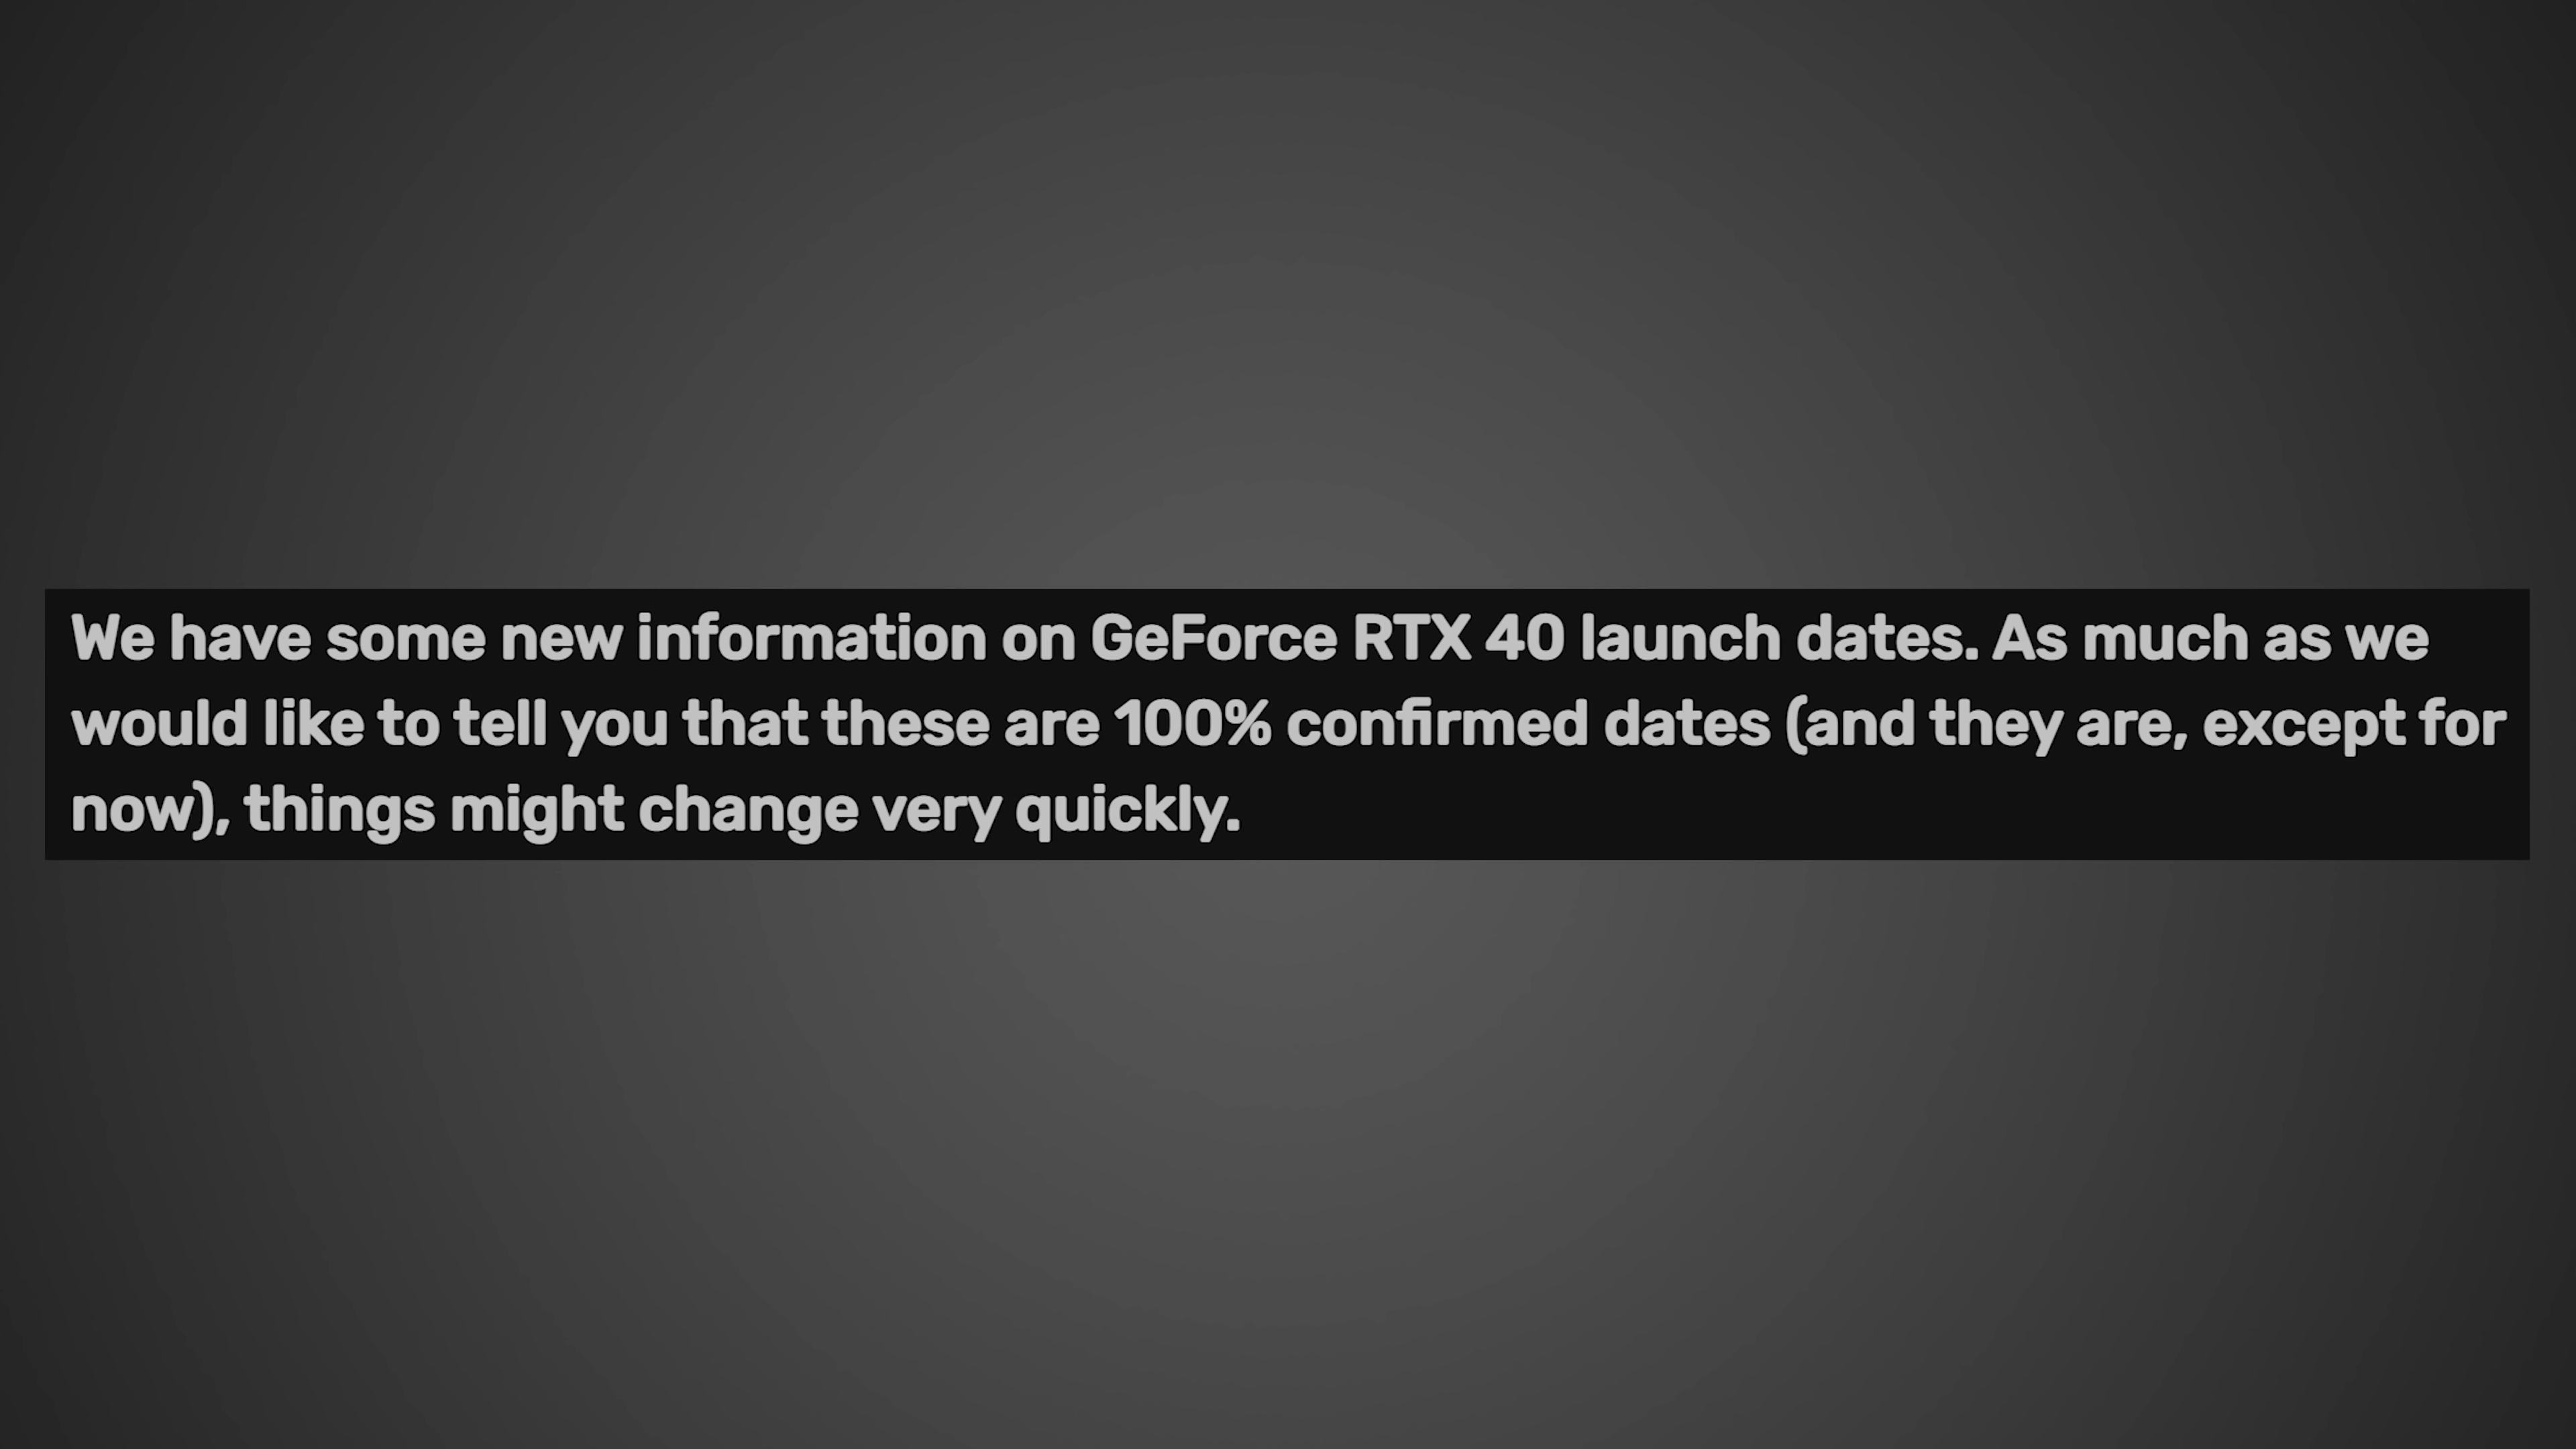 We have some new information on GeForce RTX 40 launch dates. As much as we
would like to tell you that these are 100% confirmed dates (and they are, except for
now), things might change very quickly.